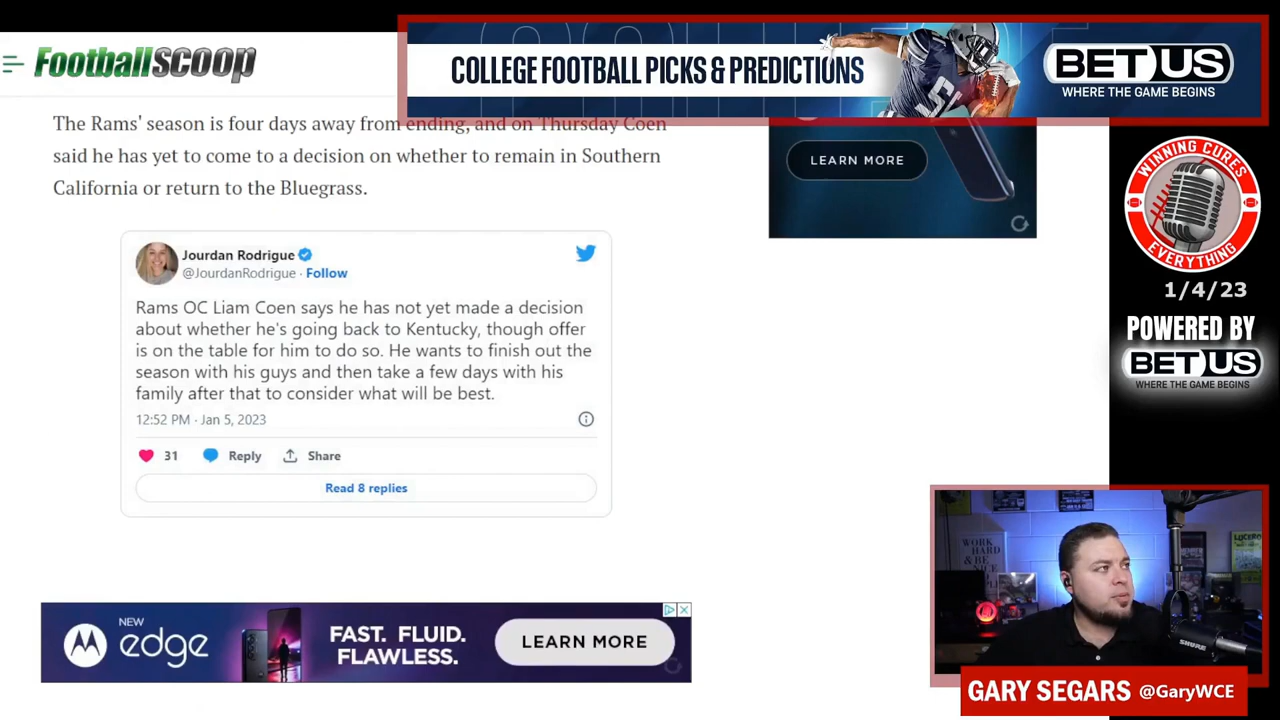 Footballscoop
COLLEGE FOOTBALL PICKS & PREDICTIONS
BETUS
WHERE THE GAME BEGINS
The Rams' season is four days away from ending, and on Thursday Coen
said he has yet to come to a decision on whether to remain in Southern
California or return to the Bluegrass.
LEARN MORE
Jourdan Rodrigue
@JourdanRodrigue · Follow
Rams OC Liam Coen says he has not yet made a decision
about whether he's going back to Kentucky, though offer
is on the table for him to do so. He wants to finish out the
season with his guys and then take a few days with his
family after that to consider what will be best.
12:52 PM · Jan 5, 2023
31 Reply Share
Read 8 replies
NEW
edge
FAST. FLUID.
FLAWLESS.
LEARN MORE
WINNING CURES
EVERYTHING
1/4/23
POWERED BY
BETUS
WHERE THE GAME BEGINS
WORK
HARD
& BE
SHURE
GARY SEGARS @GaryWCE